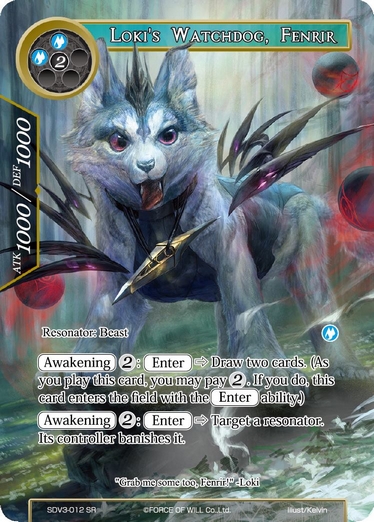 Loki's Watchdog, Fenrir
2
ATK 1000 / DEF 1000
Resonator: Beast
Awakening 2: Enter ⇨ Draw two cards. (As
you play this card, you may pay 2. If you do, this
card enters the field with the Enter ability.)
Awakening 2: Enter ⇨ Target a resonator.
Its controller banishes it.
"Grab me some too, Fenrir!" -Loki
SDV3-012 SR ©FORCE OF WILL Co.,Ltd. Illust/Kelvin